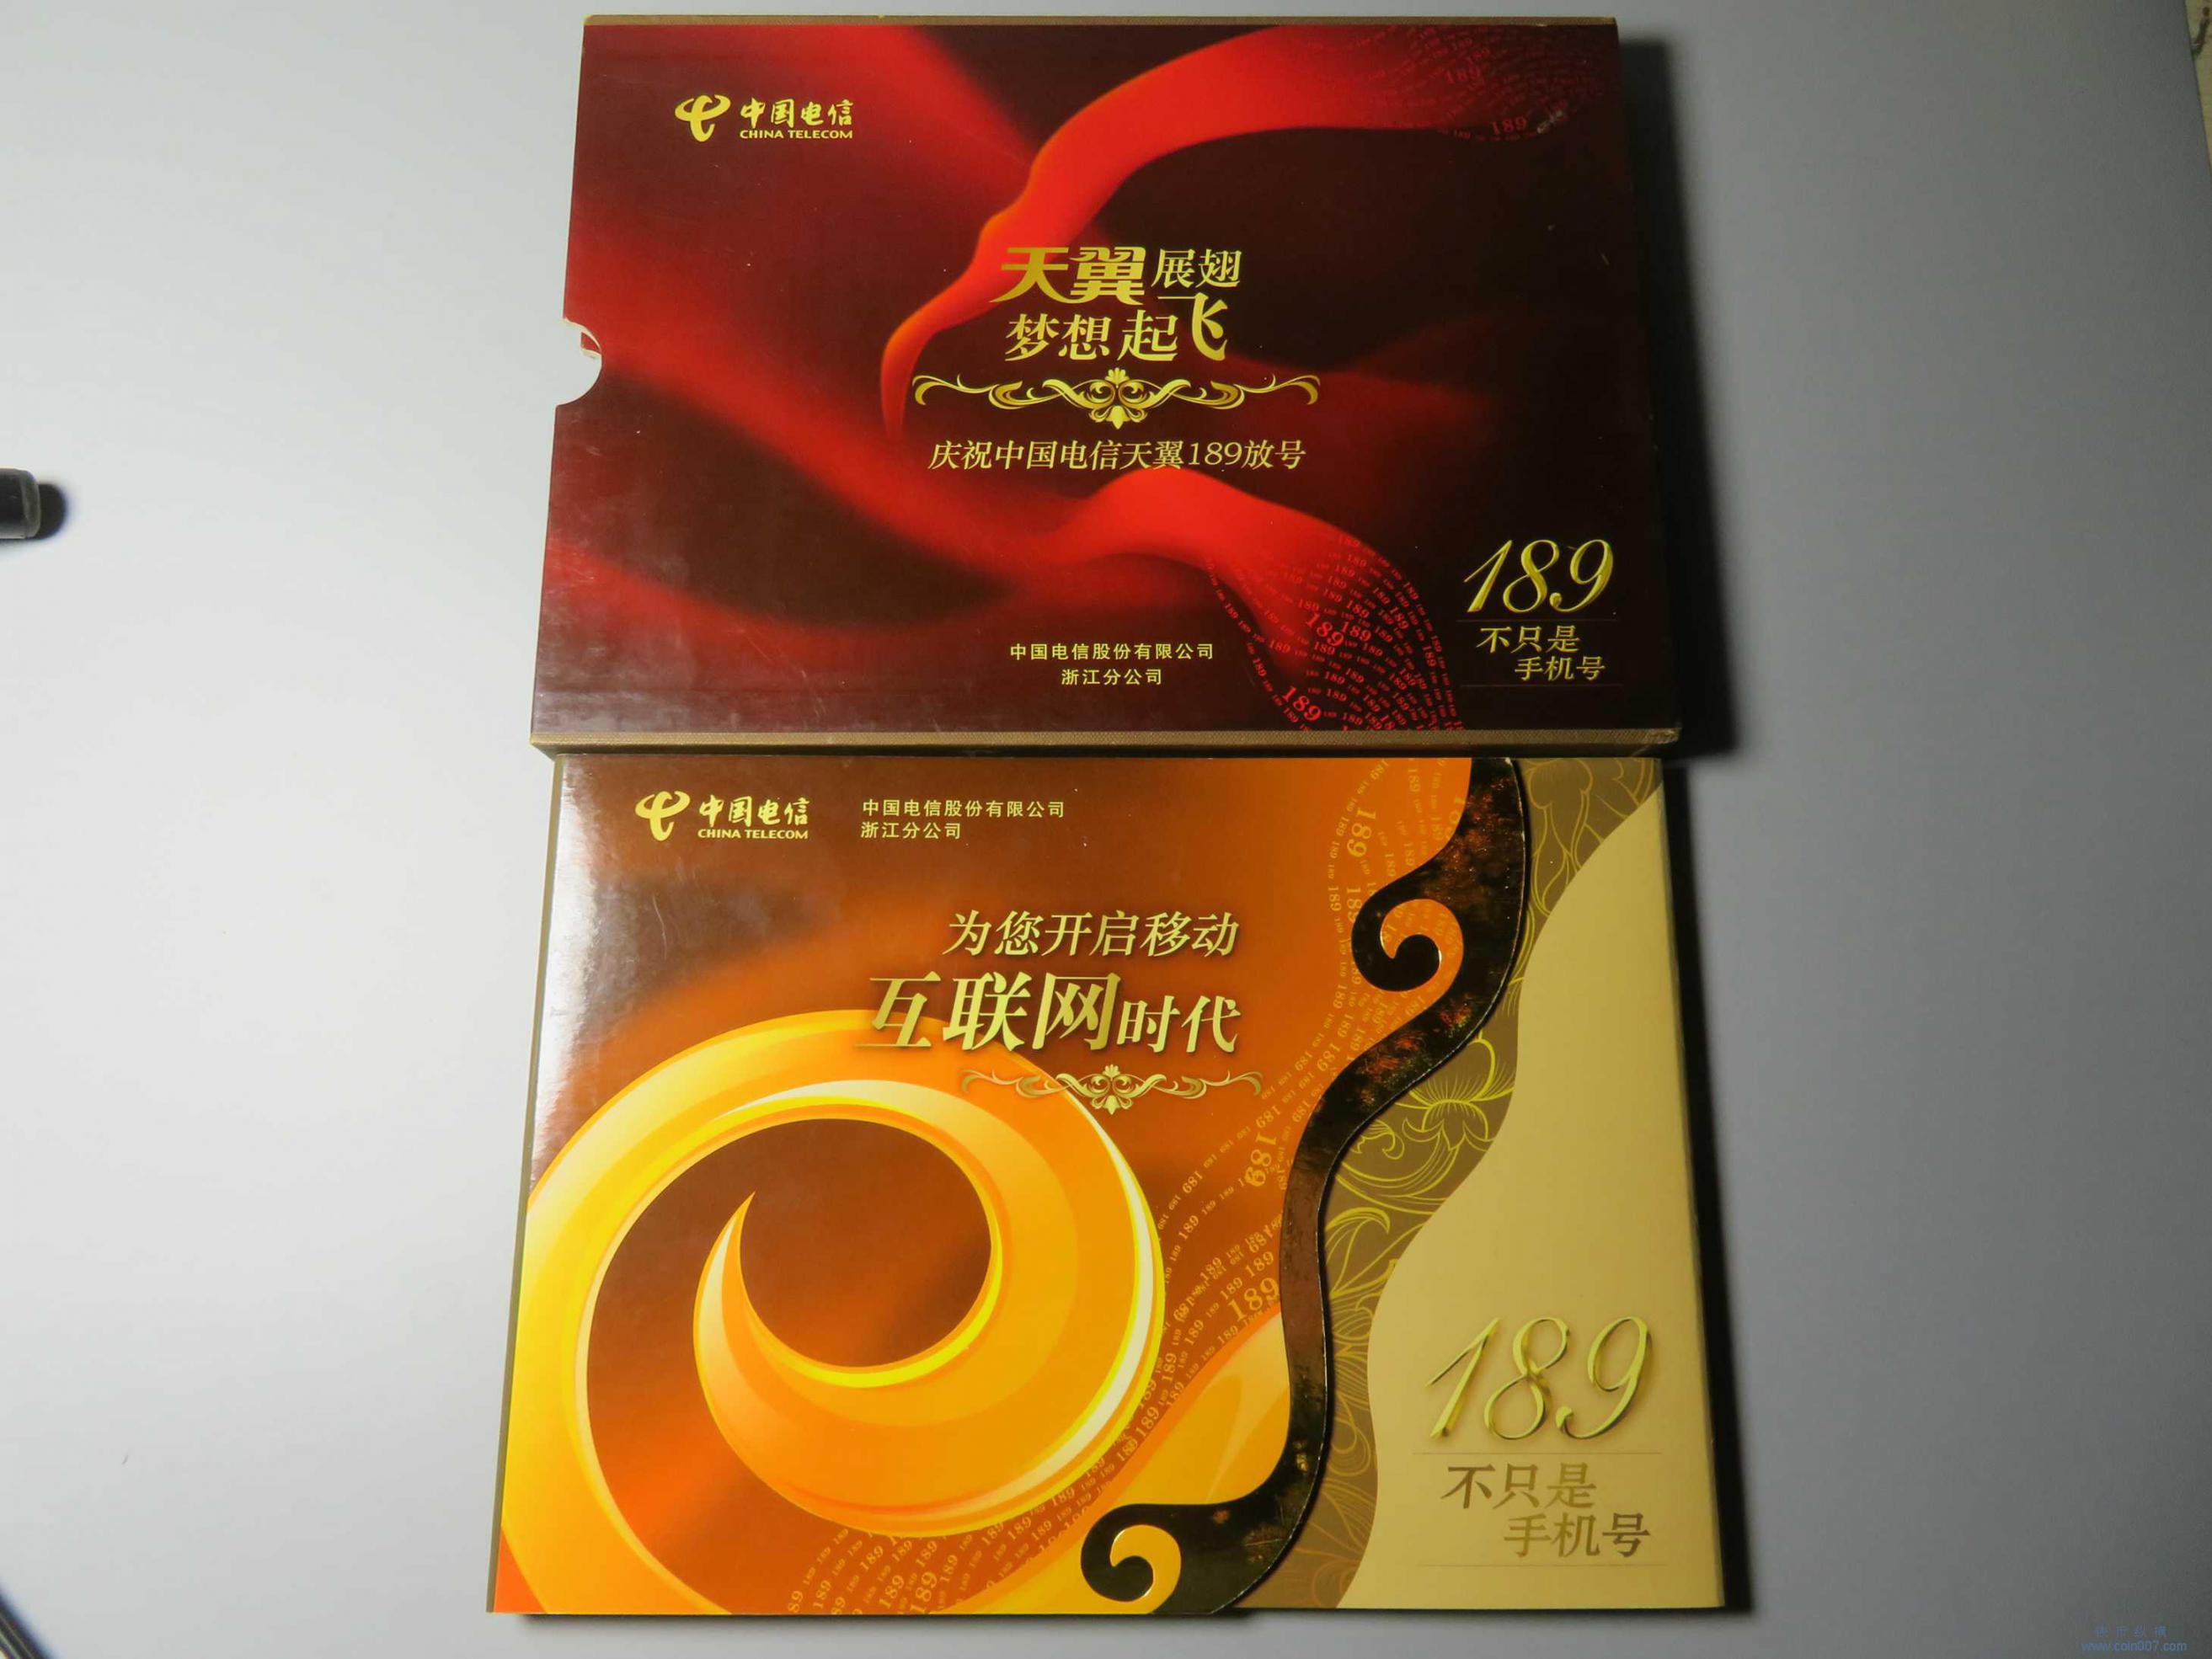 中国电信
CHINA TELECOM
天翼展翅
梦想起飞
庆祝中国电信天翼189放号
189
不只是
手机号
中国电信股份有限公司
浙江分公司
中国电信
CHINA TELECOM
中国电信股份有限公司
浙江分公司
为您开启移动
互联网时代
189
不只是
手机号
www.coin007.com